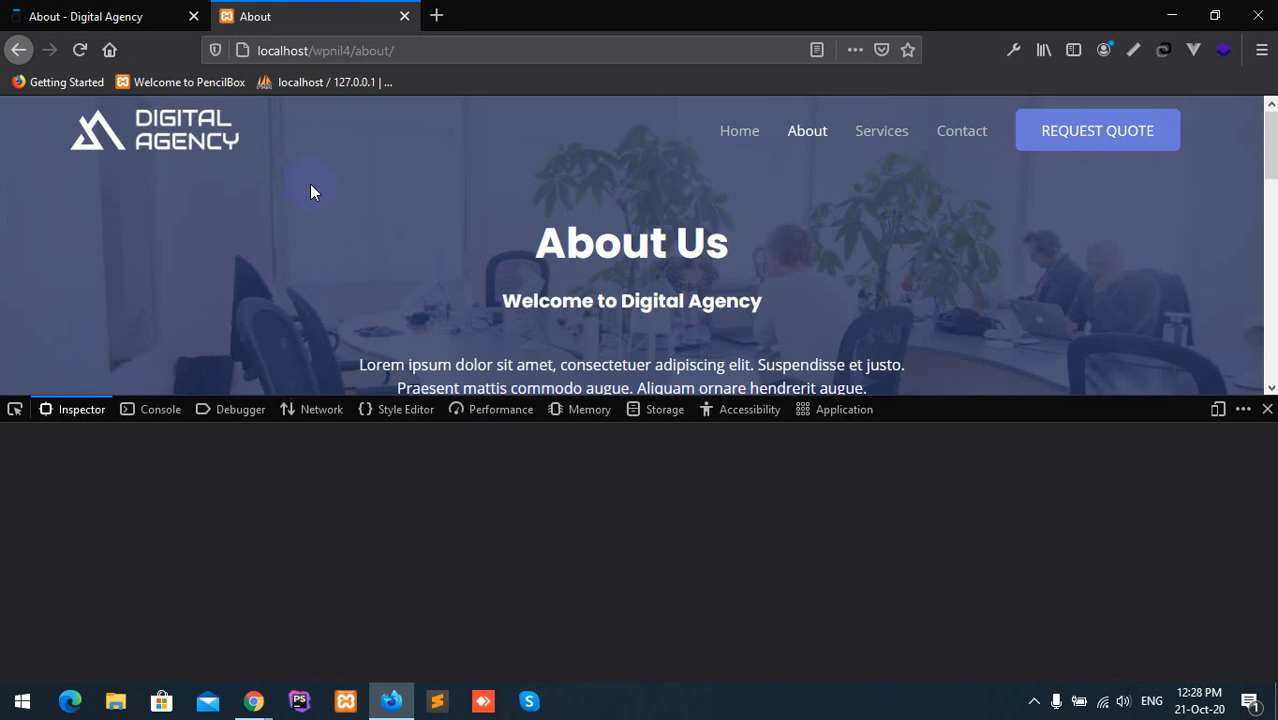 About - Digital Agency
About
localhost/wpnil4/about/
Getting Started Welcome to PencilBox localhost / 127.0.0.1 | ...
DIGITAL
AGENCY
Home About Services Contact REQUEST QUOTE
About Us
Welcome to Digital Agency
Lorem ipsum dolor sit amet, consectetuer adipiscing elit. Suspendisse et justo.
Praesent mattis commodo augue. Aliquam ornare hendrerit augue.
Inspector Console Debugger Network Style Editor Performance Memory Storage Accessibility Application
PS
ENG
12:28 PM
21-Oct-20
1